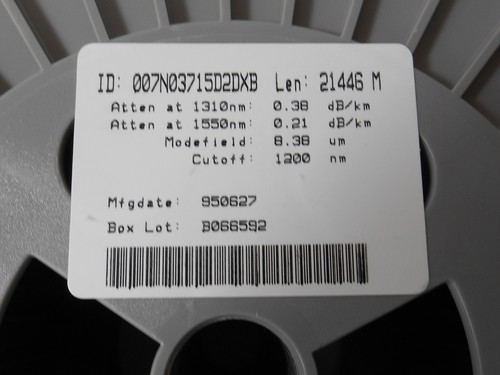 ID: 007N03715D2DXB Len: 21446 M
Atten at 1310nm: 0.38 dB/km
Atten at 1550nm: 0.21 dB/km
Modefield: 8.38 um
Cutoff: 1200 nm
Mfgdate: 950627
Box Lot: B066592